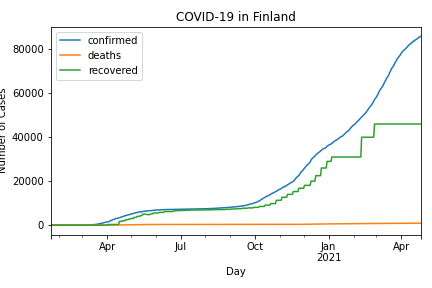 COVID-19 in Finland
confirmed
deaths
recovered
80000
60000
40000
20000
0
Number of Cases
Apr
Jul
Oct
Jan
2021
Apr
Day